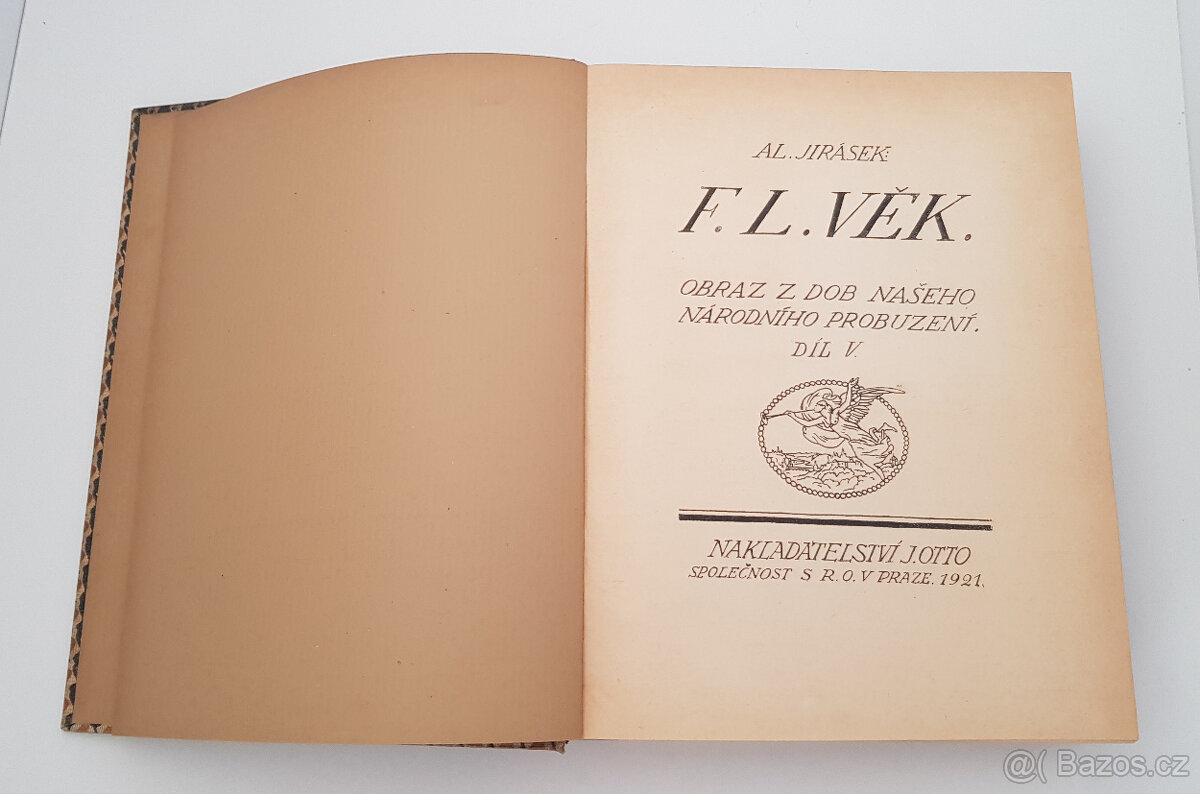 AL. JIRÁSEK:
F. L. VĚK.
OBRAZ Z DOB NAŠEHO
NÁRODNÍHO PROBUZENÍ.
DÍL V.
NAKLADATELSTVÍ J. OTTO
SPOLEČNOST S R. O. V PRAZE. 1921.
@( Bazos.cz